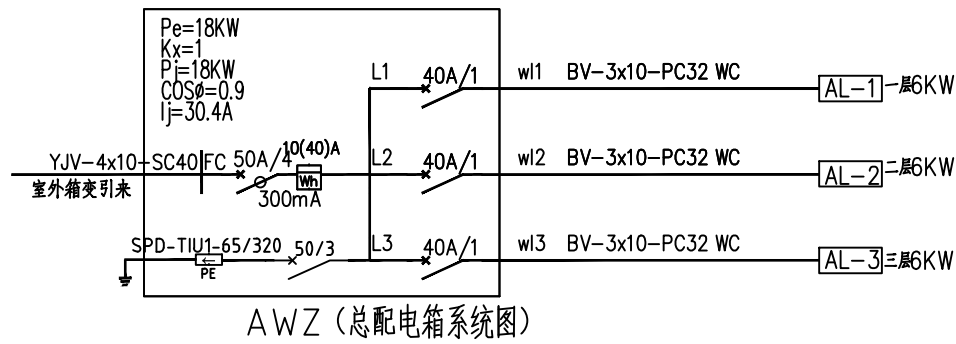 Pe=18KW
Kx=1
Pj=18KW
COSø=0.9
Ij=30.4A
L1 40A/1 wl1 BV-3x10-PC32 WC AL-1 一层6KW
YJV-4x10-SC40 FC 50A/4 10(40)A L2 40A/1 wl2 BV-3x10-PC32 WC AL-2 二层6KW
室外箱变引来 300mA Wh
SPD-TIU1-65/320 50/3 L3 40A/1 wl3 BV-3x10-PC32 WC AL-3 三层6KW
PE
AWZ（总配电箱系统图）